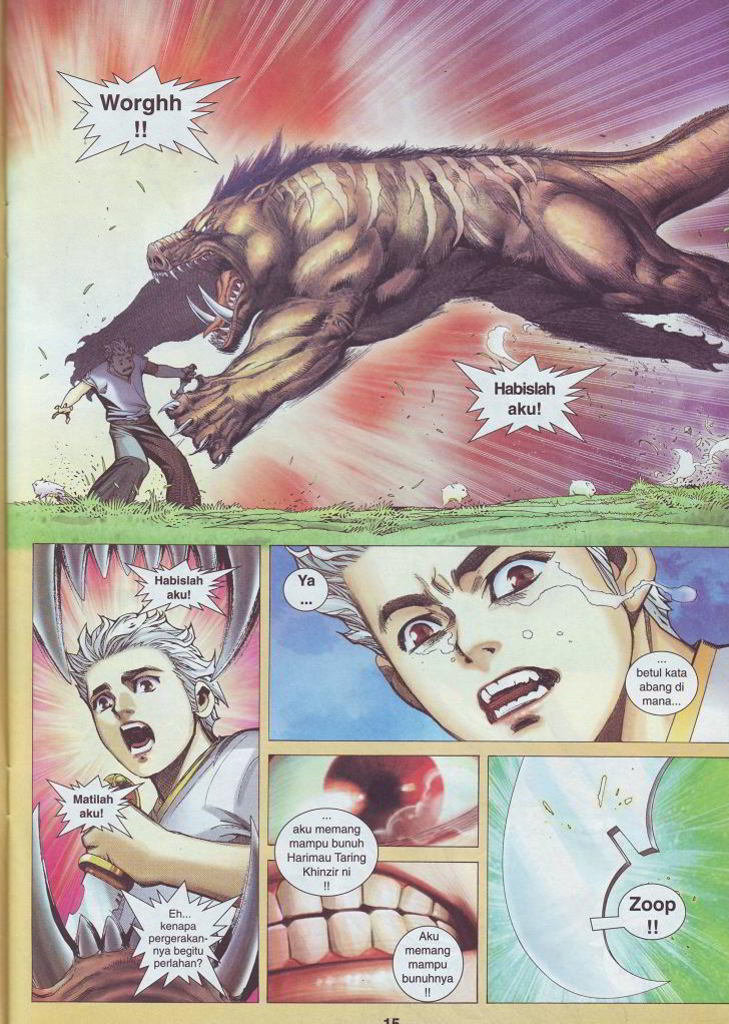 Worghh
!!
Habislah
aku!
Habislah
aku!
Matilah
aku!
Eh...
kenapa
pergerakan-
nya begitu
perlahan?
Ya
...
...
betul kata
abang di
mana...
...
aku memang
mampu bunuh
Harimau Taring
Khinzir ni
!!
Aku
memang
mampu
bunuhnya
!!
Zoop
!!
15